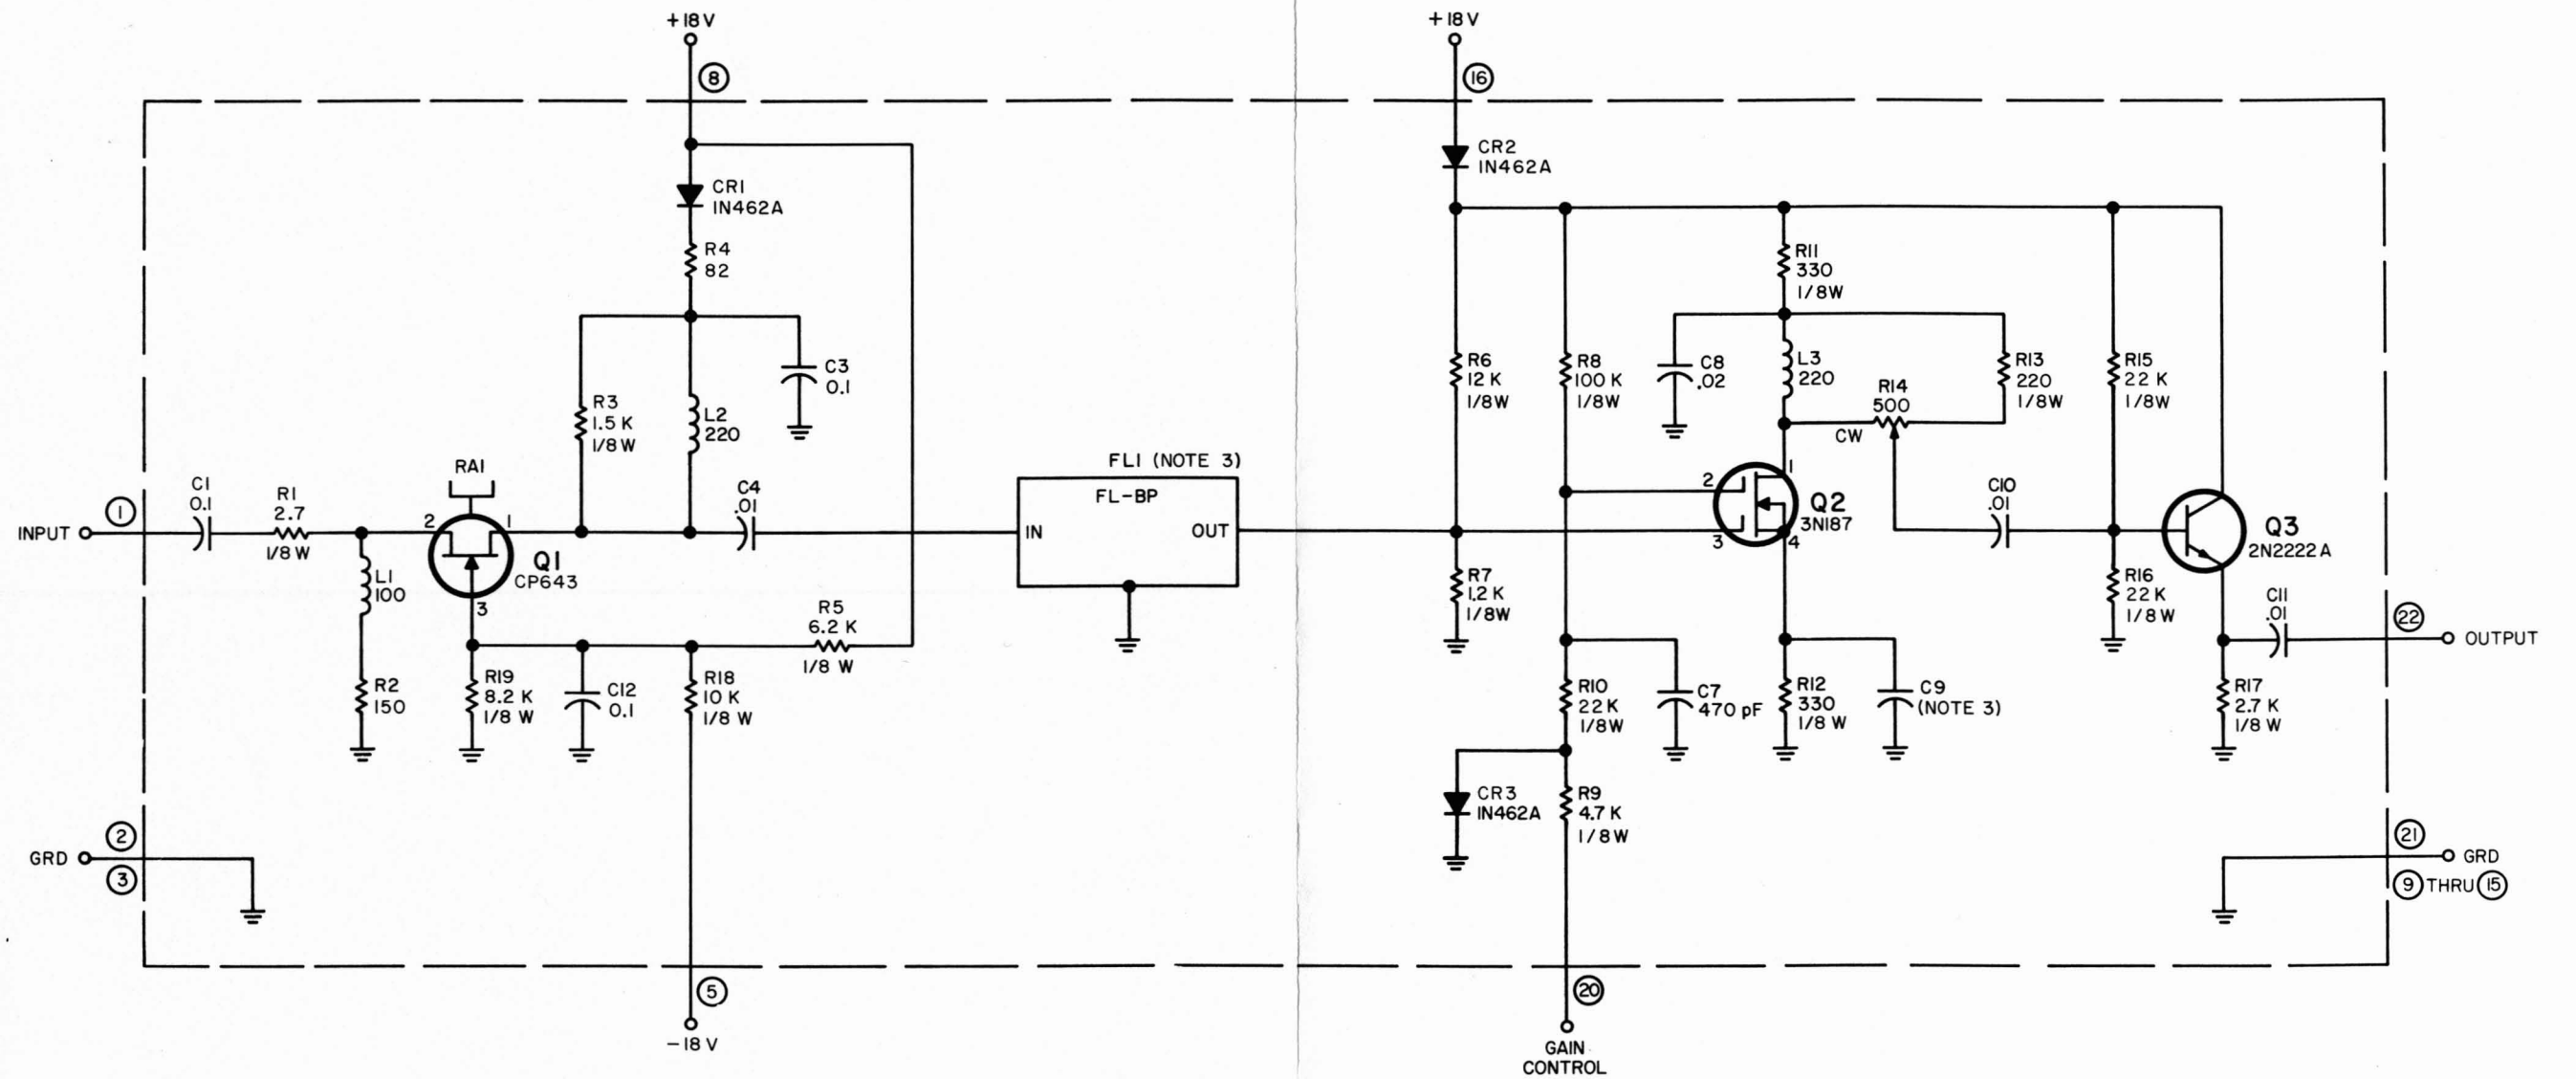 +18V
8
CR1
IN462A
R4
82
R3
1.5 K
1/8 W
L2
220
C3
0.1
RA1
INPUT
1
C1
0.1
R1
2.7
1/8 W
2
1
Q1
CP643
3
L1
100
R2
150
C4
.01
R5
6.2 K
1/8 W
R19
8.2 K
1/8 W
C12
0.1
R18
10 K
1/8 W
GRD
2
3
5
-18 V
FL1 (NOTE 3)
FL-BP
IN
OUT
+18V
16
CR2
IN462A
R6
12 K
1/8W
R8
100 K
1/8W
R11
330
1/8W
C8
.02
L3
220
R13
220
1/8W
R14
500
CW
R15
22 K
1/8W
2
1
3
4
Q2
3N187
C10
.01
Q3
2N2222A
R7
1.2 K
1/8W
R16
22 K
1/8W
C11
.01
22
OUTPUT
R10
22 K
1/8W
C7
470 pF
R12
330
1/8 W
C9
(NOTE 3)
R17
2.7 K
1/8 W
CR3
IN462A
R9
4.7 K
1/8W
21
GRD
9 THRU 15
20
GAIN
CONTROL